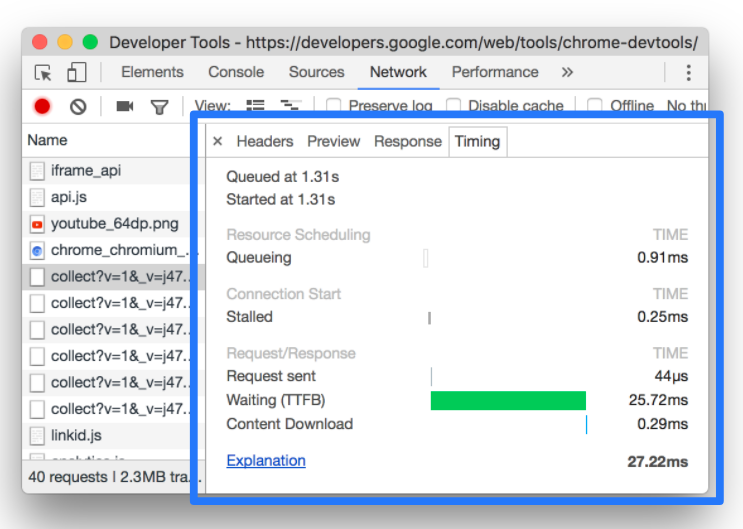 Developer Tools - https://developers.google.com/web/tools/chrome-devtools/
Elements Console Sources Network Performance »
View: Preserve log Disable cache Offline No
Name
× Headers Preview Response Timing
iframe_api
api.js
youtube_64dp.png
chrome_chromium_...
collect?v=1&_v=j47...
collect?v=1&_v=j47...
collect?v=1&_v=j47...
collect?v=1&_v=j47...
collect?v=1&_v=j47...
collect?v=1&_v=j47...
linkid.js
40 requests | 2.3MB tra...
Queued at 1.31s
Started at 1.31s
Resource Scheduling TIME
Queueing 0.91ms
Connection Start TIME
Stalled 0.25ms
Request/Response TIME
Request sent 44μs
Waiting (TTFB) 25.72ms
Content Download 0.29ms
Explanation 27.22ms